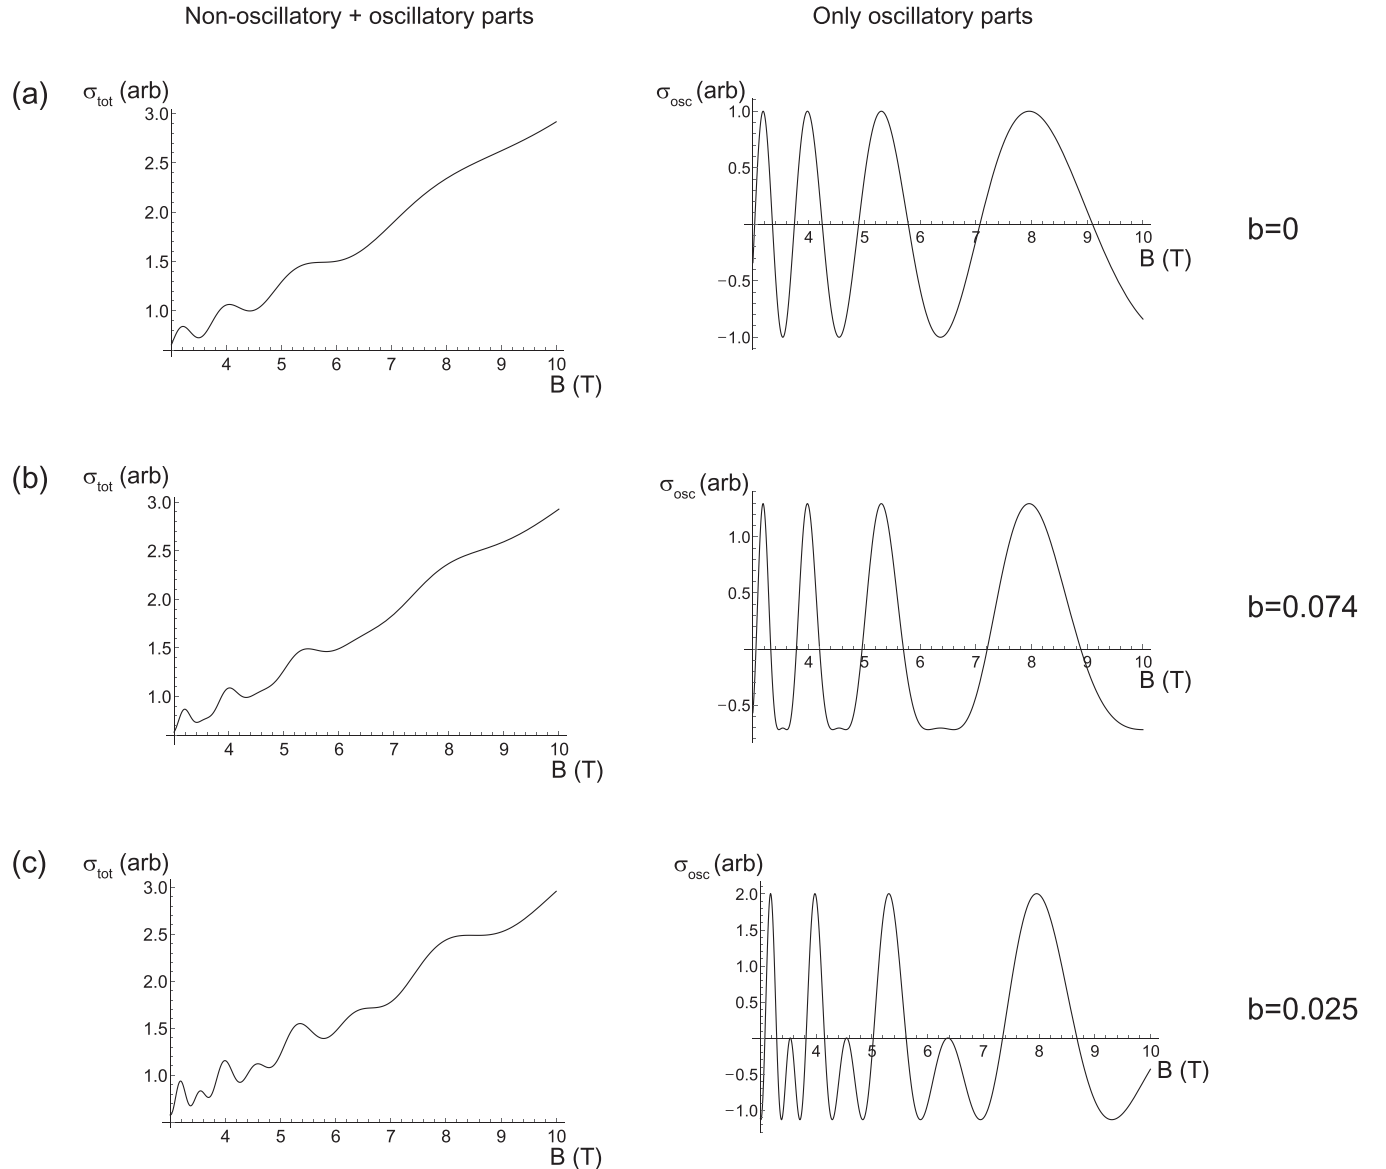 Non-oscillatory + oscillatory parts
Only oscillatory parts
(a)
σtot (arb)
3.0
2.5
2.0
1.5
1.0
4 5 6 7 8 9 10
B (T)
σosc (arb)
1.0
0.5
−0.5
−1.0
4 5 6 7 8 9 10
B (T)
b=0
(b)
σtot (arb)
3.0
2.5
2.0
1.5
1.0
4 5 6 7 8 9 10
B (T)
σosc (arb)
1.0
0.5
−0.5
4 5 6 7 8 9 10
B (T)
b=0.074
(c)
σtot (arb)
3.0
2.5
2.0
1.5
1.0
4 5 6 7 8 9 10
B (T)
σosc (arb)
2.0
1.5
1.0
0.5
−0.5
−1.0
4 5 6 7 8 9 10
B (T)
b=0.025